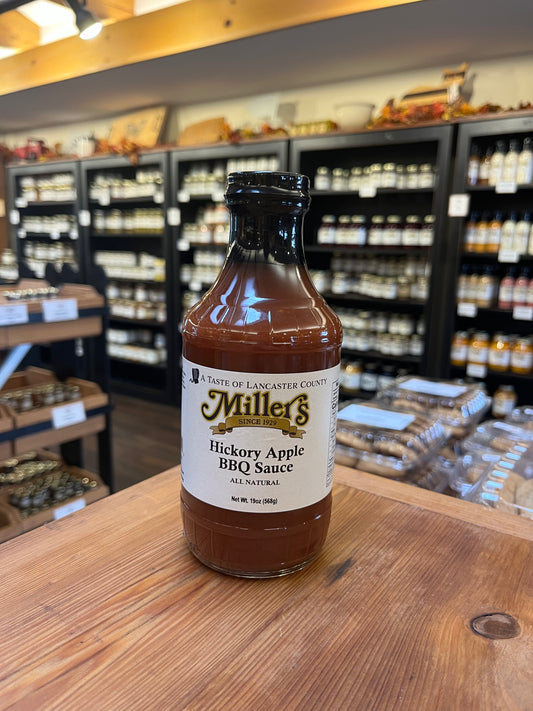 A Taste of Lancaster County
Miller's
SINCE 1929
Hickory Apple
BBQ Sauce
ALL NATURAL
Net Wt. 19oz (568g)